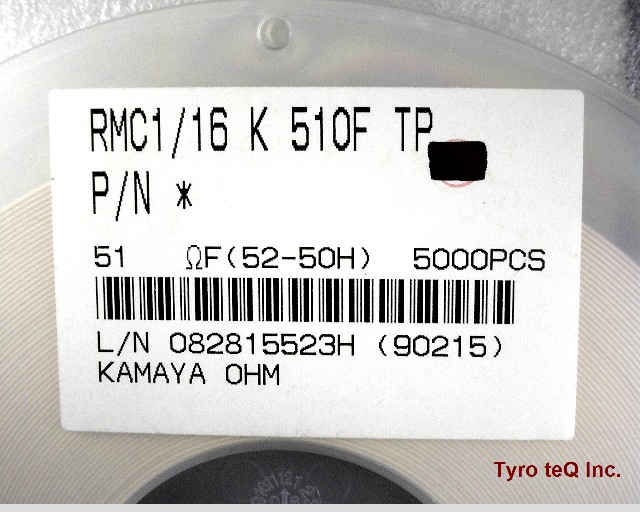 RMC1/16 K 510F TP
P/N *
51 ΩF(52-50H) 5000PCS
L/N 082815523H (90215)
KAMAYA OHM
Tyro teQ Inc.